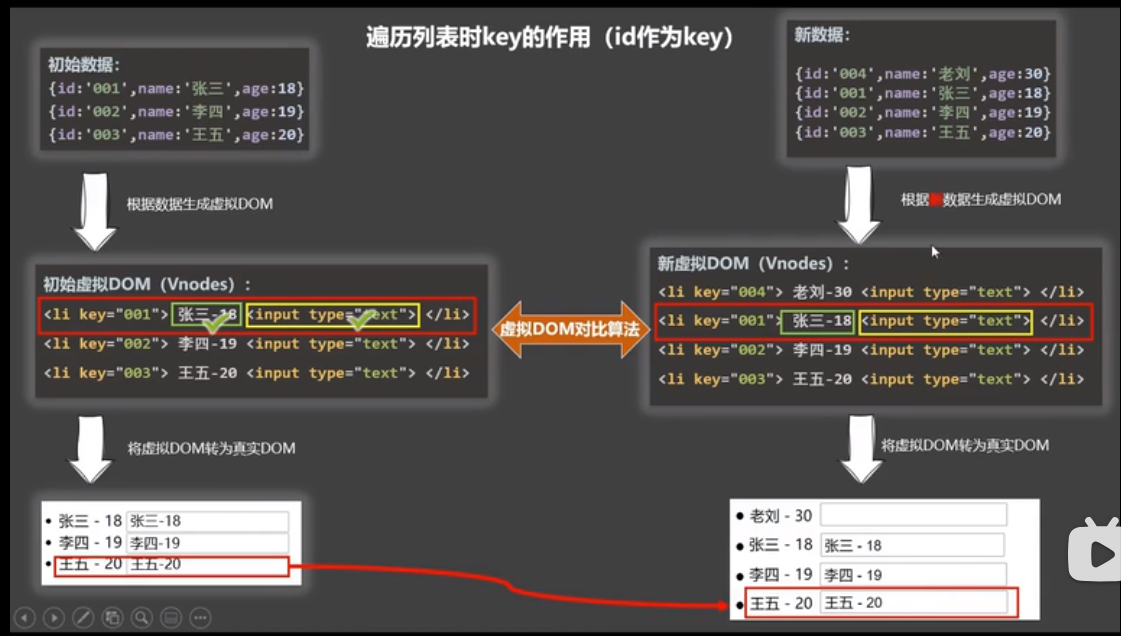 遍历列表时key的作用（id作为key）
初始数据：
{id:'001',name:'张三',age:18}
{id:'002',name:'李四',age:19}
{id:'003',name:'王五',age:20}
根据数据生成虚拟DOM
初始虚拟DOM（Vnodes）：
<li key="001"> 张三-18 <input type="text"> </li>
<li key="002"> 李四-19 <input type="text"> </li>
<li key="003"> 王五-20 <input type="text"> </li>
将虚拟DOM转为真实DOM
• 张三 - 18 张三-18
• 李四 - 19 李四-19
• 王五 - 20 王五-20
虚拟DOM对比算法
新数据：
{id:'004',name:'老刘',age:30}
{id:'001',name:'张三',age:18}
{id:'002',name:'李四',age:19}
{id:'003',name:'王五',age:20}
根据 数据生成虚拟DOM
新虚拟DOM（Vnodes）：
<li key="004"> 老刘-30 <input type="text"> </li>
<li key="001"> 张三-18 <input type="text"> </li>
<li key="002"> 李四-19 <input type="text"> </li>
<li key="003"> 王五-20 <input type="text"> </li>
将虚拟DOM转为真实DOM
• 老刘 - 30
• 张三 - 18 张三 - 18
• 李四 - 19 李四 - 19
• 王五 - 20 王五 - 20